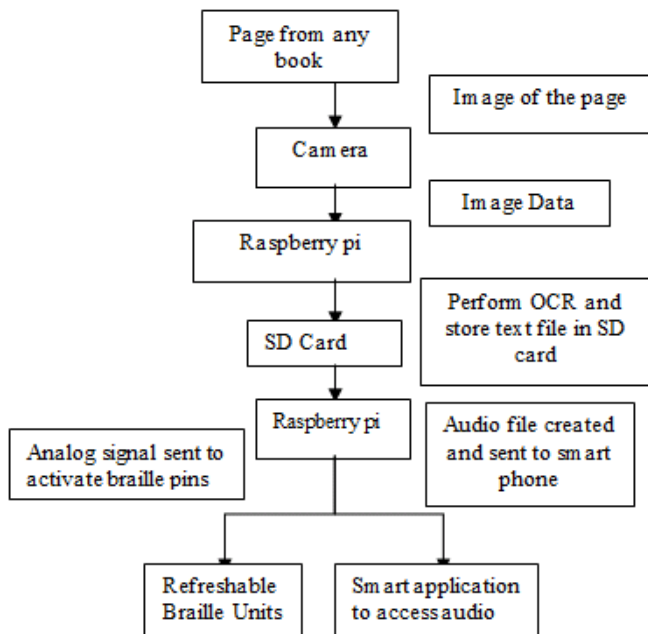 Page from any
book
Image of the page
Camera
Image Data
Raspberry pi
Perform OCR and
store text file in SD
card
SD Card
Raspberry pi
Audio file created
and sent to smart
phone
Analog signal sent to
activate braille pins
Refreshable
Braille Units
Smart application
to access audio